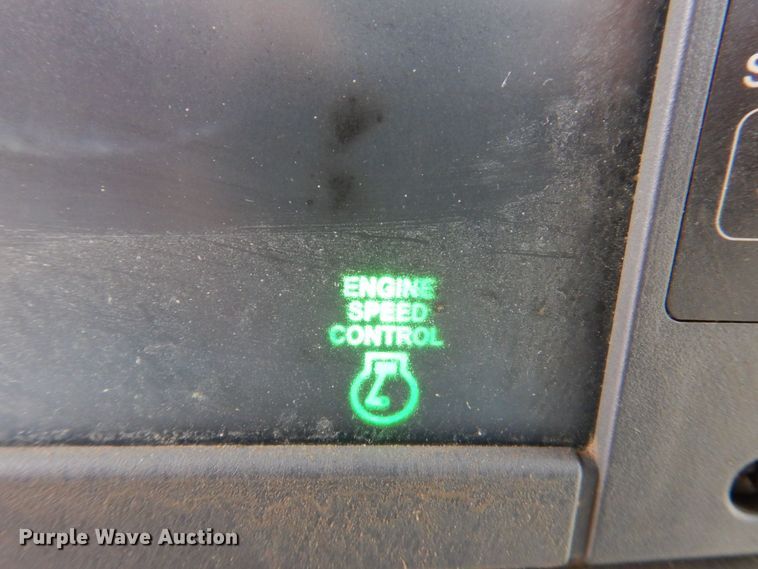 S
ENGINE
SPEED
CONTROL
Purple Wave Auction